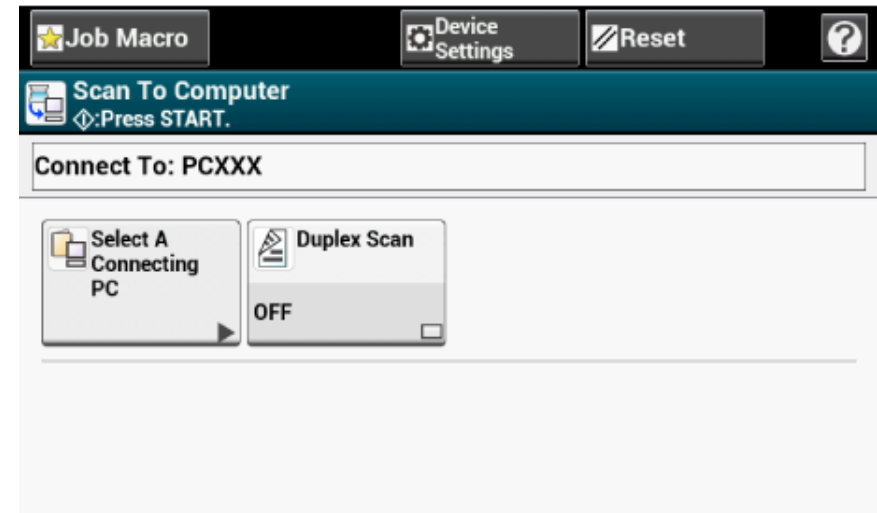 Job Macro
Device
Settings
Reset
?
Scan To Computer
:Press START.
Connect To: PCXXX
Select A
Connecting
PC
Duplex Scan
OFF